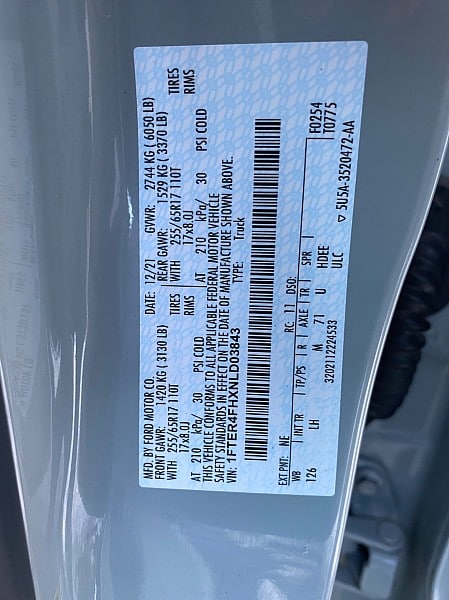 MFD. BY FORD MOTOR CO.
DATE: 12/21 GVWR: 2744 KG ( 6050 LB)
FRONT GAWR: 1420 KG ( 3130 LB) REAR GAWR: 1529 KG ( 3370 LB)
WITH 255/65R17 110T TIRES WITH 255/65R17 110T TIRES
17x8.0J RIMS 17x8.0J RIMS
AT 210 kPa/ 30 PSI COLD AT 210 kPa/ 30 PSI COLD
THIS VEHICLE CONFORMS TO ALL APPLICABLE FEDERAL MOTOR VEHICLE
SAFETY STANDARDS IN EFFECT ON THE DATE OF MANUFACTURE SHOWN ABOVE.
VIN: 1FTER4FHXNLD03843
TYPE: Truck
F0254
T0775
EXT PNT: NE RC: 11 DSO:
WB INT TR TP/PS R AXLE TR SPR
126 LH M 71 U HDEE
3202112224533 ULC
▽ 5U5A-3520472-AA